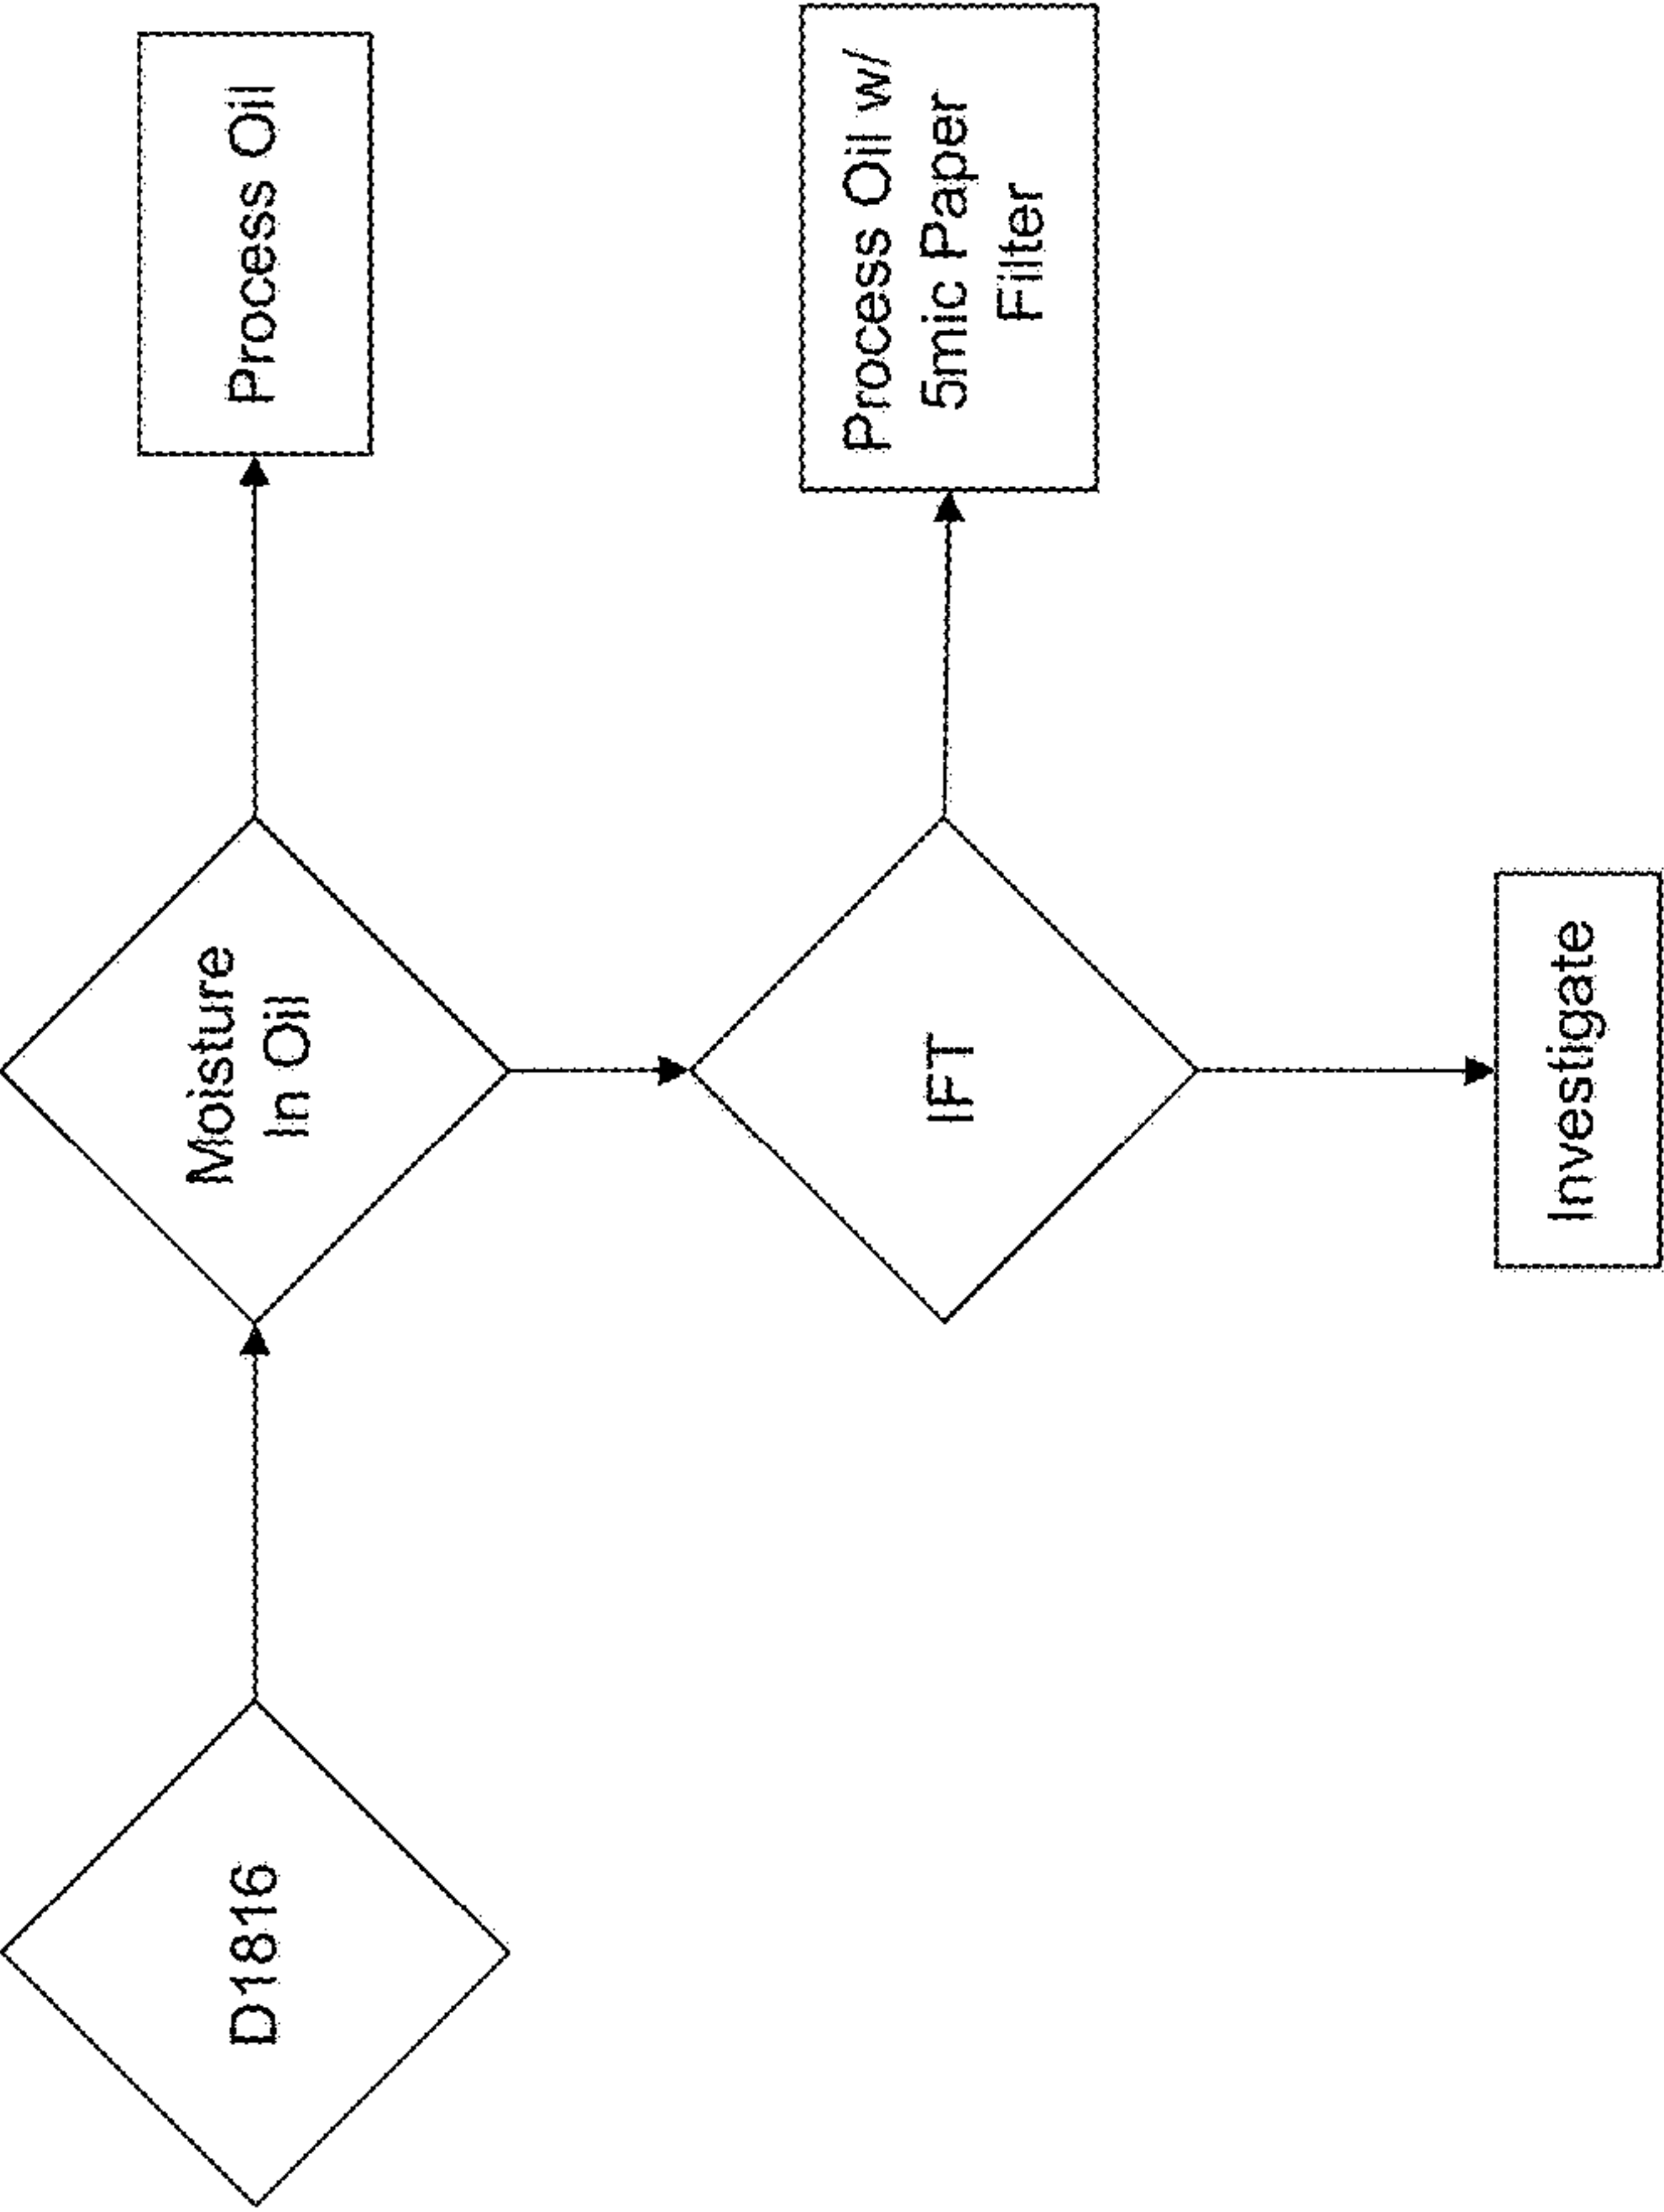 D1816
Moisture
In Oil
Process Oil
IFT
Process Oil w/
5mic Paper
Filter
Investigate